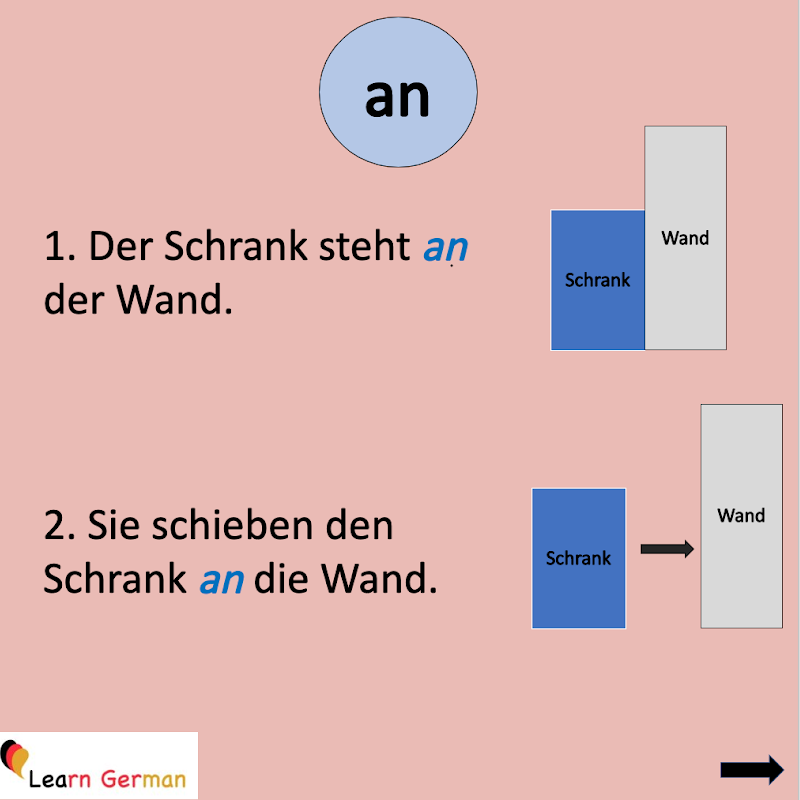 an
1. Der Schrank steht an
der Wand.
Wand
Schrank
2. Sie schieben den
Schrank an die Wand.
Wand
Schrank
Learn German